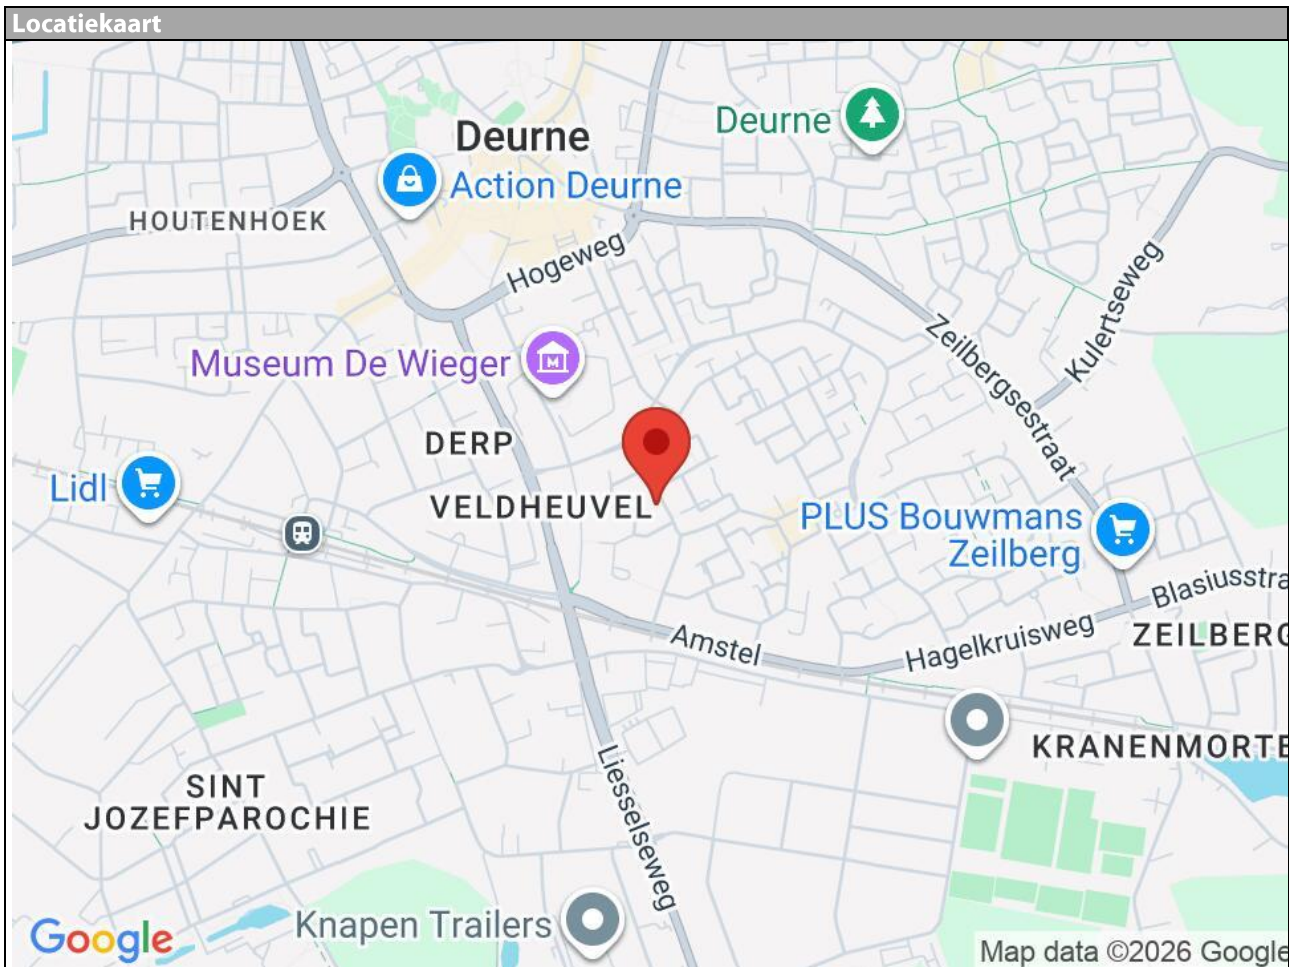 Locatiekaart
Deurne
Deurne
Action Deurne
HOUTENHOEK
Hogeweg
Kulertseweg
Zeilbergsestraat
Museum De Wieger
DERP
Lidl
VELDHEUVEL
PLUS Bouwmans
Zeilberg
Blasiusstra
Amstel
Hagelkruisweg
ZEILBERG
KRANENMORTE
Liesselseweg
SINT
JOZEFPAROCHIE
Knapen Trailers
Google
Map data ©2026 Google